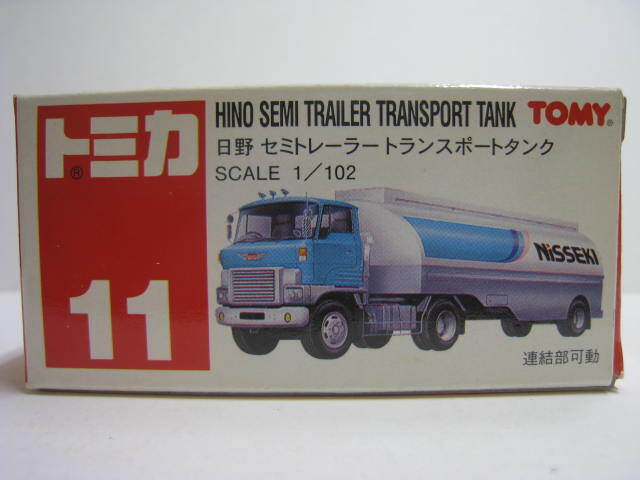 トミカ
®
11
HINO SEMI TRAILER TRANSPORT TANK TOMY®
日野 セミトレーラートランスポートタンク
SCALE 1/102
NISSEKI
連結部可動